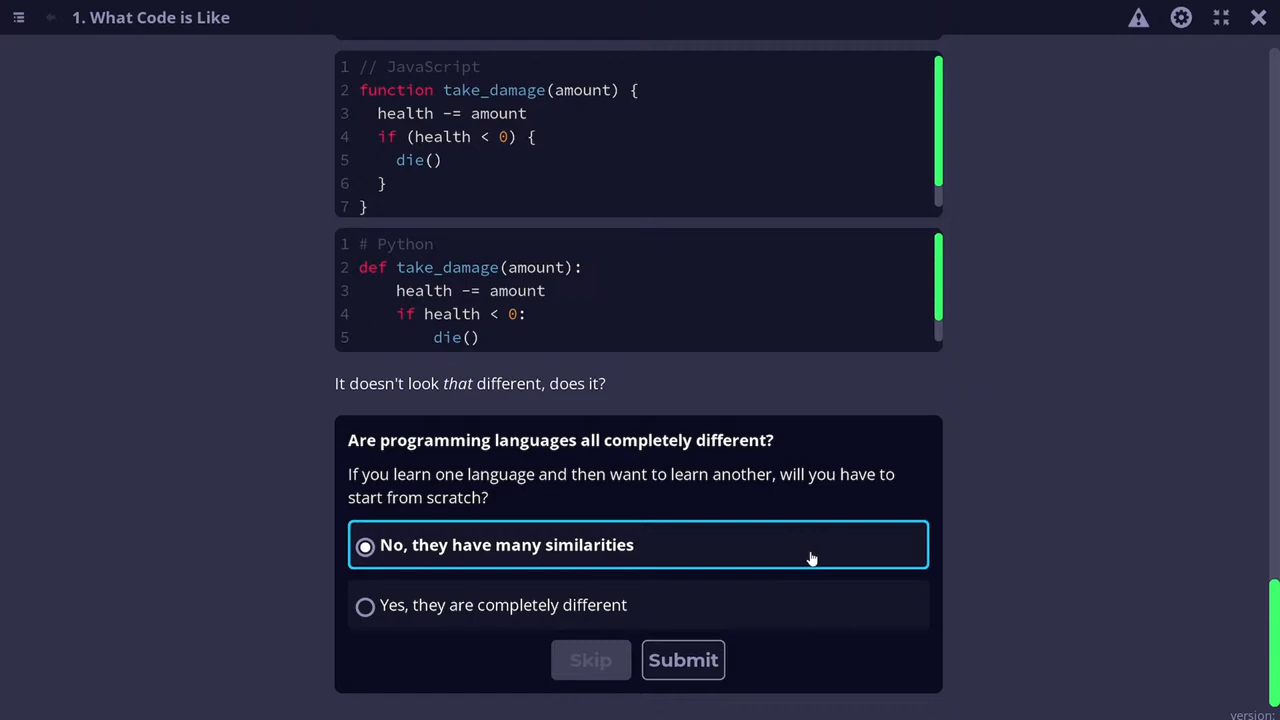 1. What Code is Like
1 // JavaScript
2 function take_damage(amount) {
3 health -= amount
4 if (health < 0) {
5 die()
6 }
7 }
1 # Python
2 def take_damage(amount):
3 health -= amount
4 if health < 0:
5 die()
It doesn't look that different, does it?
Are programming languages all completely different?
If you learn one language and then want to learn another, will you have to
start from scratch?
No, they have many similarities
Yes, they are completely different
Skip Submit
version: